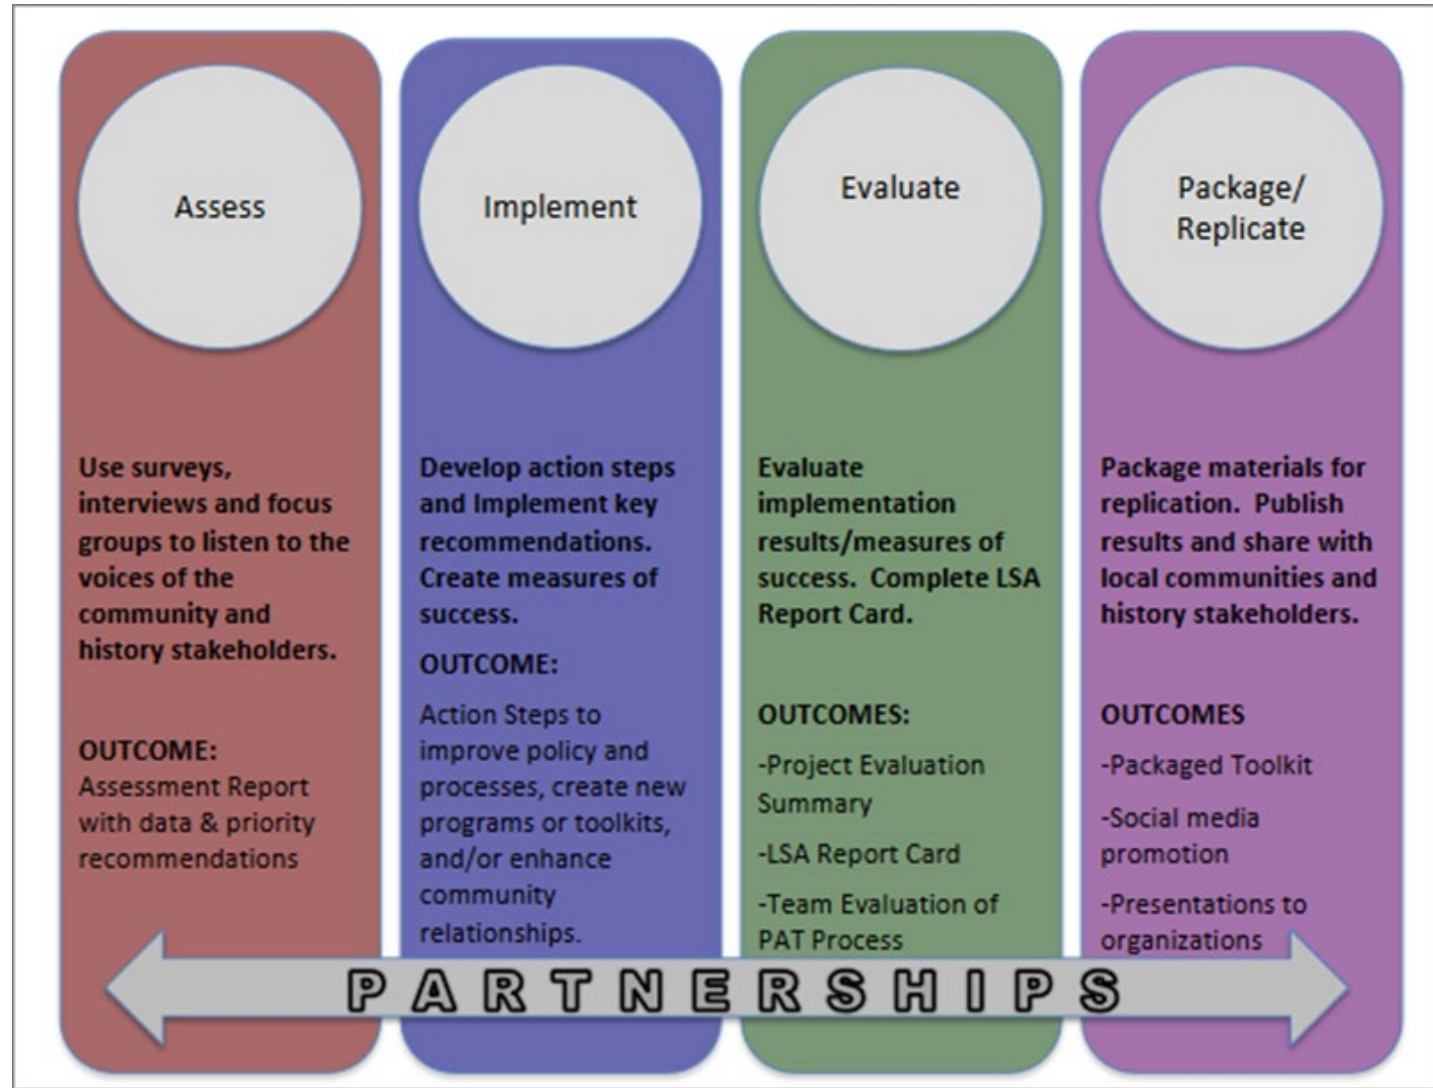 Assess
Use surveys,
interviews and focus
groups to listen to the
voices of the
community and
history stakeholders.
OUTCOME:
Assessment Report
with data & priority
recommendations
Implement
Develop action steps
and Implement key
recommendations.
Create measures of
success.
OUTCOME:
Action Steps to
improve policy and
processes, create new
programs or toolkits,
and/or enhance
community
relationships.
Evaluate
Evaluate
implementation
results/measures of
success.  Complete LSA
Report Card.
OUTCOMES:
-Project Evaluation
Summary
-LSA Report Card
-Team Evaluation of
PAT Process
Package/
Replicate
Package materials for
replication.  Publish
results and share with
local communities and
history stakeholders.
OUTCOMES
-Packaged Toolkit
-Social media
promotion
-Presentations to
organizations
PARTNERSHIPS